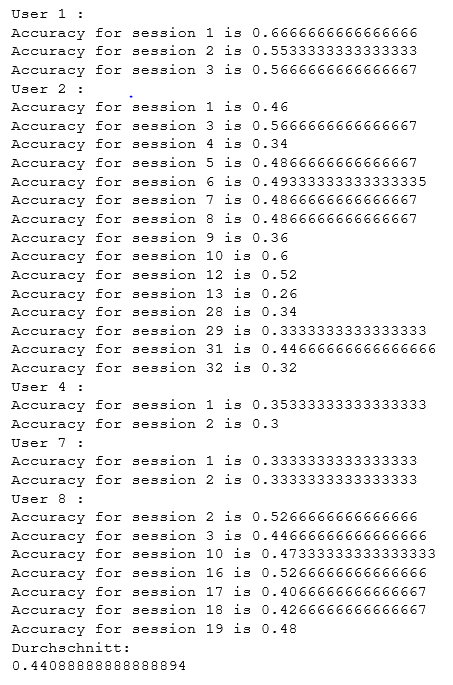 User 1 :
Accuracy for session 1 is 0.6666666666666666
Accuracy for session 2 is 0.5533333333333333
Accuracy for session 3 is 0.5666666666666667
User 2 :
Accuracy for session 1 is 0.46
Accuracy for session 3 is 0.5666666666666667
Accuracy for session 4 is 0.34
Accuracy for session 5 is 0.4866666666666667
Accuracy for session 6 is 0.49333333333333335
Accuracy for session 7 is 0.4866666666666667
Accuracy for session 8 is 0.4866666666666667
Accuracy for session 9 is 0.36
Accuracy for session 10 is 0.6
Accuracy for session 12 is 0.52
Accuracy for session 13 is 0.26
Accuracy for session 28 is 0.34
Accuracy for session 29 is 0.3333333333333333
Accuracy for session 31 is 0.44666666666666666
Accuracy for session 32 is 0.32
User 4 :
Accuracy for session 1 is 0.35333333333333333
Accuracy for session 2 is 0.3
User 7 :
Accuracy for session 1 is 0.3333333333333333
Accuracy for session 2 is 0.3333333333333333
User 8 :
Accuracy for session 2 is 0.5266666666666666
Accuracy for session 3 is 0.44666666666666666
Accuracy for session 10 is 0.47333333333333333
Accuracy for session 16 is 0.5266666666666666
Accuracy for session 17 is 0.4066666666666667
Accuracy for session 18 is 0.4266666666666667
Accuracy for session 19 is 0.48
Durchschnitt:
0.44088888888888894